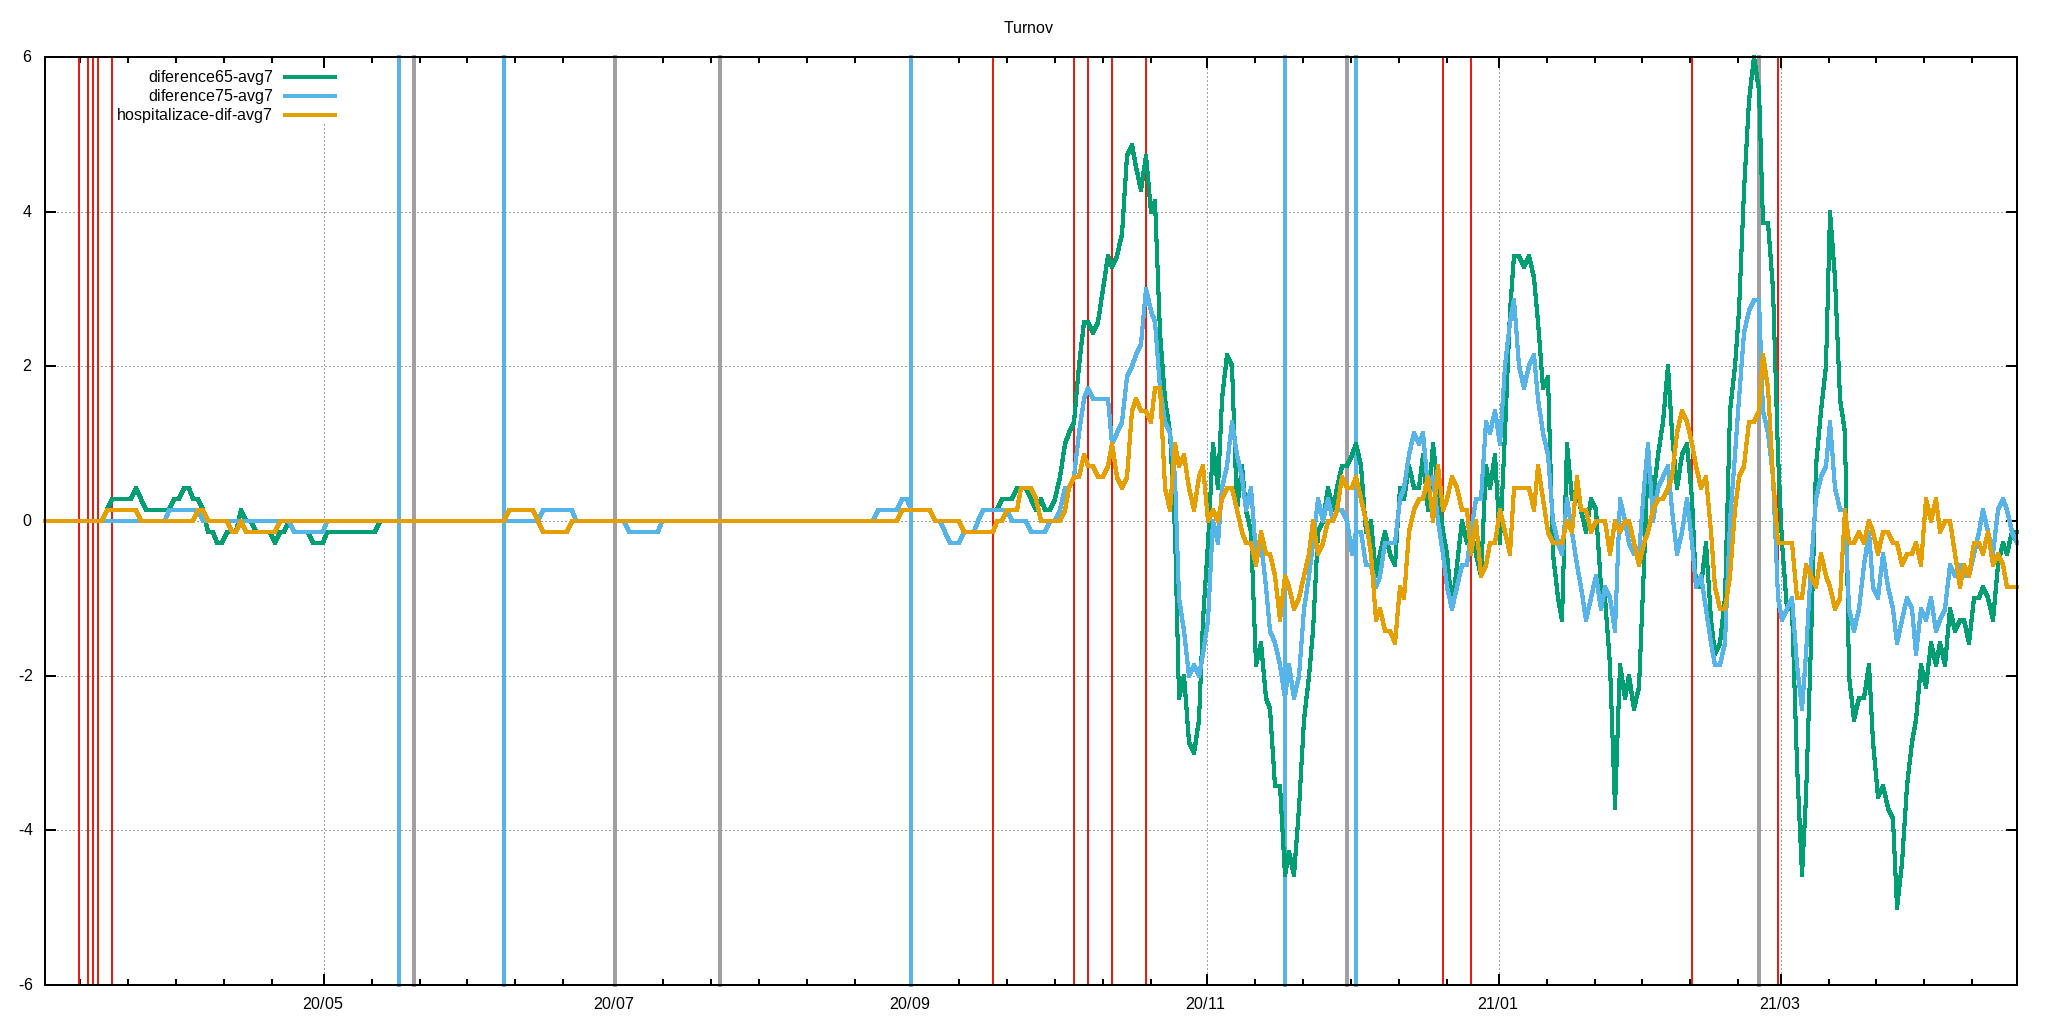 Turnov
6
diference65-avg7
diference75-avg7
hospitalizace-dif-avg7
4
2
0
-2
-4
-6
20/05 20/07 20/09 20/11 21/01 21/03